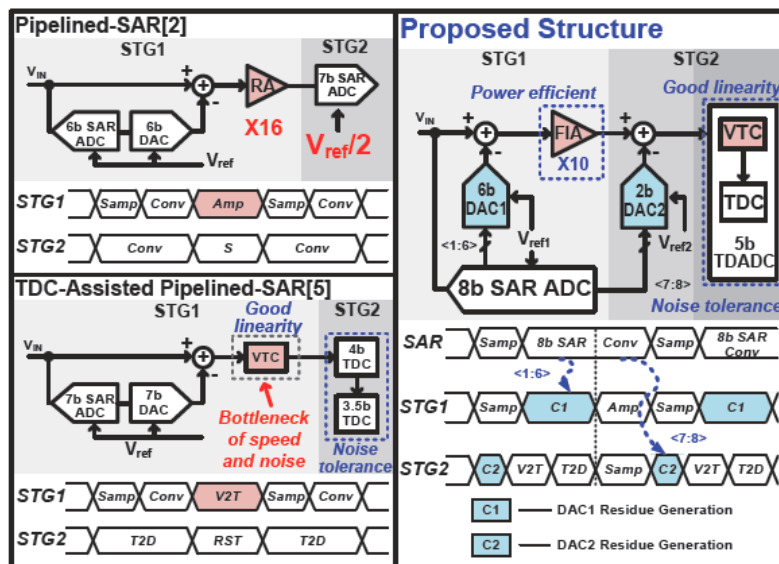 Pipelined-SAR[2]
STG1
STG2
VIN
+
-
RA
7b SAR
ADC
6b SAR
ADC
6b
DAC
X16
Vref
Vref/2
STG1 Samp Conv Amp Samp Conv
STG2 Conv S Conv
TDC-Assisted Pipelined-SAR[5]
STG1
Good
linearity
STG2
VIN
+
-
VTC
4b
TDC
3.5b
TDC
7b SAR
ADC
7b
DAC
Vref
Bottleneck
of speed
and noise
Noise
tolerance
STG1 Samp Conv V2T Samp Conv
STG2 T2D RST T2D
Proposed Structure
STG1
STG2
Power efficient
Good linearity
VIN
+
-
FIA
X10
+
-
VTC
TDC
5b
TDADC
6b
DAC1
2b
DAC2
<1:6>
Vref1
Vref2
<7:8>
8b SAR ADC
Noise tolerance
SAR Samp 8b SAR Conv Samp 8b SAR
Conv
<1:6>
STG1 Samp C1 Amp Samp C1
<7:8>
STG2 C2 V2T T2D Samp C2 V2T T2D
C1 DAC1 Residue Generation
C2 DAC2 Residue Generation